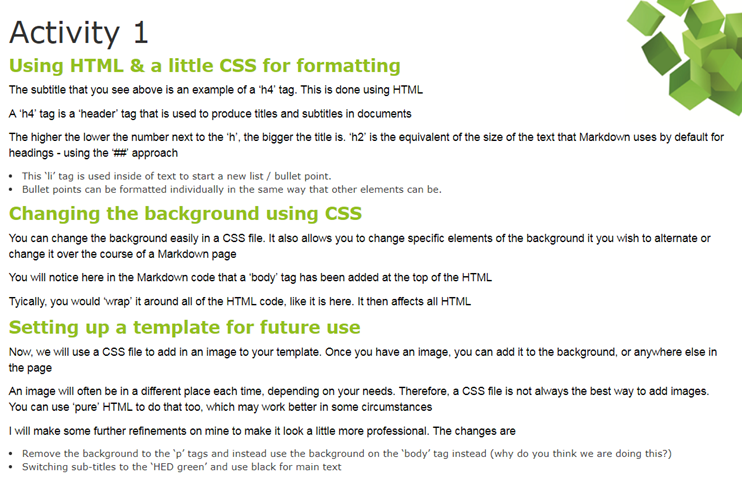 Activity 1
Using HTML & a little CSS for formatting
The subtitle that you see above is an example of a ‘h4’ tag. This is done using HTML
A ‘h4’ tag is a ‘header’ tag that is used to produce titles and subtitles in documents
The higher the lower the number next to the ‘h’, the bigger the title is. ‘h2’ is the equivalent of the size of the text that Markdown uses by default for
headings - using the ‘##’ approach
• This ‘li’ tag is used inside of text to start a new list / bullet point.
• Bullet points can be formatted individually in the same way that other elements can be.
Changing the background using CSS
You can change the background easily in a CSS file. It also allows you to change specific elements of the background it you wish to alternate or
change it over the course of a Markdown page
You will notice here in the Markdown code that a ‘body’ tag has been added at the top of the HTML
Tyically, you would ‘wrap’ it around all of the HTML code, like it is here. It then affects all HTML
Setting up a template for future use
Now, we will use a CSS file to add in an image to your template. Once you have an image, you can add it to the background, or anywhere else in
the page
An image will often be in a different place each time, depending on your needs. Therefore, a CSS file is not always the best way to add images.
You can use ‘pure’ HTML to do that too, which may work better in some circumstances
I will make some further refinements on mine to make it look a little more professional. The changes are
• Remove the background to the ‘p’ tags and instead use the background on the ‘body’ tag instead (why do you think we are doing this?)
• Switching sub-titles to the ‘HED green’ and use black for main text